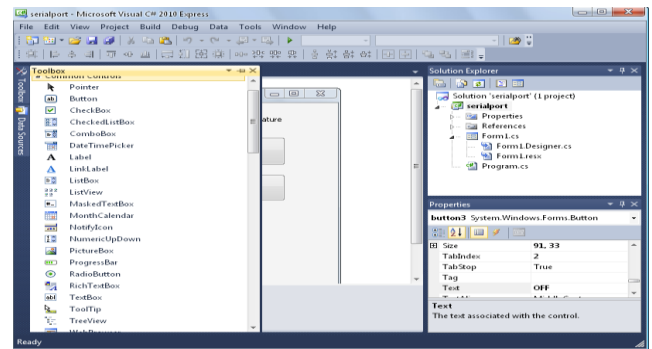 serialport - Microsoft Visual C# 2010 Express
File Edit View Project Build Debug Data Tools Window Help
Toolbox
Common Controls
Pointer
Button
CheckBox
CheckedListBox
ComboBox
DateTimePicker
Label
LinkLabel
ListBox
ListView
MaskedTextBox
MonthCalendar
NotifyIcon
NumericUpDown
PictureBox
ProgressBar
RadioButton
RichTextBox
TextBox
ToolTip
TreeView
WebBrowser
Toolbox
Data Sources
ature
Solution Explorer
Solution 'serialport' (1 project)
serialport
Properties
References
Form1.cs
Form1.Designer.cs
Form1.resx
Program.cs
Properties
button3 System.Windows.Forms.Button
Size 91, 33
TabIndex 2
TabStop True
Tag
Text OFF
Text
The text associated with the control.
Ready